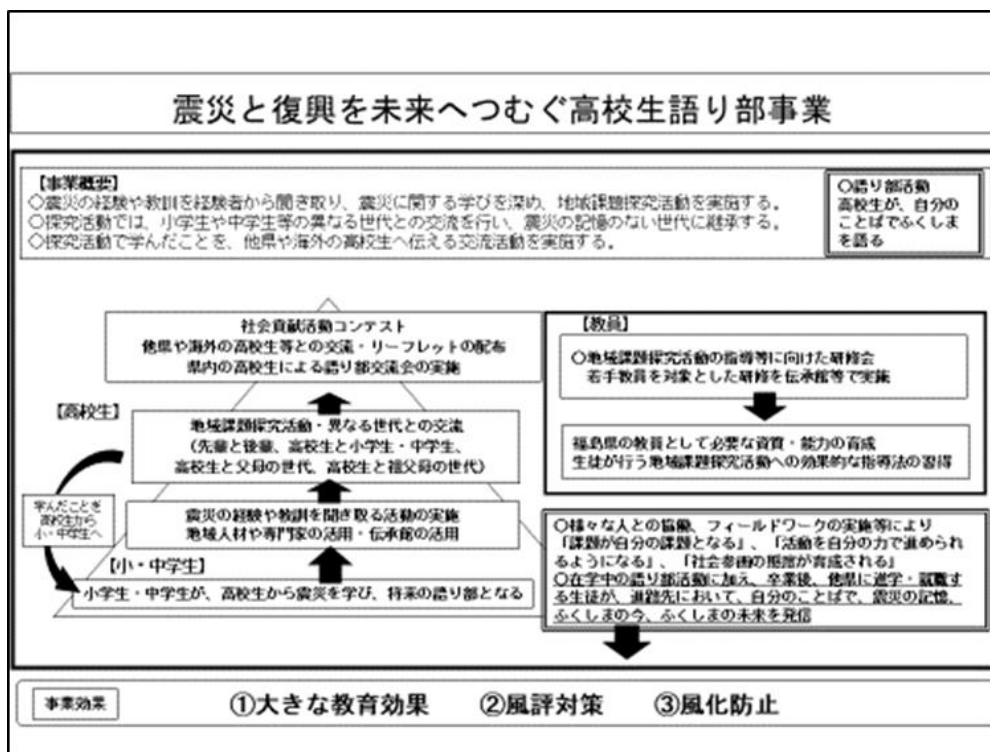 震災と復興を未来へつむぐ高校生語り部事業
【事業概要】
◇震災の経験や教訓を経験者から聞き取り、震災に関する学びを深め、地域課題探究活動を実施する。
◇探究活動では、小学生や中学生等の異なる世代との交流を行い、震災の記憶のない世代に継承する。
◇探究活動で学んだことを、他県や海外の高校生へ伝える交流活動を実施する。
○語り部活動
高校生が、自分の
ことばでふくしま
を語る
社会貢献活動コンテスト
他県や海外の高校生等との交流・リーフレットの配布
県内の高校生による語り部交流会の実施
【高校生】
地域課題探究活動・異なる世代との交流
(先輩と後輩、高校生と小学生・中学生、
高校生と父母の世代、高校生と祖父母の世代)
学んだことを
高校生から
小・中学生へ
震災の経験や教訓を聞き取る活動の実施
地域人材や専門家の活用・伝承館の活用
【小・中学生】
小学生・中学生が、高校生から震災を学び、将来の語り部となる
【教員】
○地域課題探究活動の指導等に向けた研修会
若手教員を対象とした研修を伝承館等で実施
福島県の教員として必要な資質・能力の育成
生徒が行う地域課題探究活動への効果的な指導法の習得
○様々な人との協働、フィールドワークの実施等により
「課題が自分の課題となる」、「活動を自分の力で進められ
るようになる」、「社会参画の態度が育成される」
○在学中の語り部活動に加え、卒業後、他県に進学・就職す
る生徒が、進路先において、自分のことばで、震災の記憶、
ふくしまの今、ふくしまの未来を発信
事業効果
①大きな教育効果 ②風評対策 ③風化防止